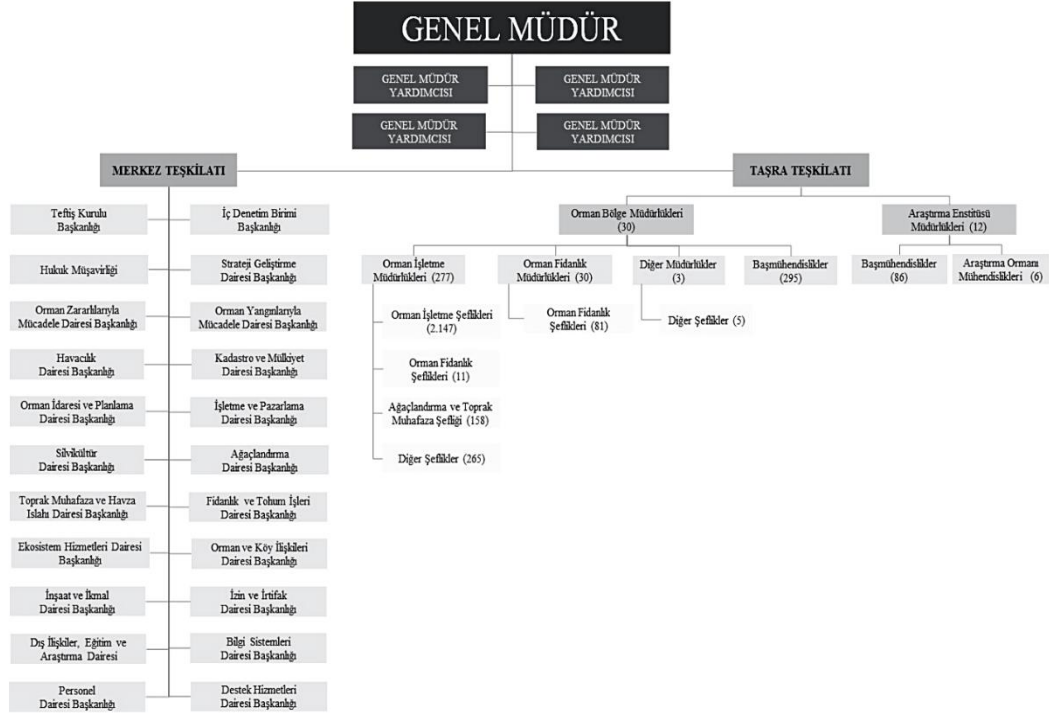 GENEL MÜDÜR
GENEL MÜDÜR
YARDIMCISI
GENEL MÜDÜR
YARDIMCISI
GENEL MÜDÜR
YARDIMCISI
GENEL MÜDÜR
YARDIMCISI
MERKEZ TEŞKİLATI
Teftiş Kurulu
Başkanlığı
İç Denetim Birimi
Başkanlığı
Hukuk Müşavirliği
Strateji Geliştirme
Dairesi Başkanlığı
Orman Zararlılarıyla
Mücadele Dairesi Başkanlığı
Orman Yangınlarıyla
Mücadele Dairesi Başkanlığı
Havacılık
Dairesi Başkanlığı
Kadastro ve Mülkiyet
Dairesi Başkanlığı
Orman İdaresi ve Planlama
Dairesi Başkanlığı
İşletme ve Pazarlama
Dairesi Başkanlığı
Silvikültür
Dairesi Başkanlığı
Ağaçlandırma
Dairesi Başkanlığı
Toprak Muhafaza ve Havza
Islahı Dairesi Başkanlığı
Fidanlık ve Tohum İşleri
Dairesi Başkanlığı
Ekosistem Hizmetleri Dairesi
Başkanlığı
Orman ve Köy İlişkileri
Dairesi Başkanlığı
İnşaat ve İkmal
Dairesi Başkanlığı
İzin ve İrtifak
Dairesi Başkanlığı
Dış İlişkiler, Eğitim ve
Araştırma Dairesi
Bilgi Sistemleri
Dairesi Başkanlığı
Personel
Dairesi Başkanlığı
Destek Hizmetleri
Dairesi Başkanlığı
TAŞRA TEŞKİLATI
Orman Bölge Müdürlükleri
(30)
Araştırma Enstitüsü
Müdürlükleri (12)
Orman İşletme
Müdürlükleri (277)
Orman Fidanlık
Müdürlükleri (30)
Diğer Müdürlükler
(3)
Başmühendislikler
(295)
Başmühendislikler
(86)
Araştırma Ormanı
Mühendislikleri (6)
Orman İşletme Şeflikleri
(2.147)
Orman Fidanlık
Şeflikleri (81)
Diğer Şeflikler (5)
Orman Fidanlık
Şeflikleri (11)
Ağaçlandırma ve Toprak
Muhafaza Şefliği (158)
Diğer Şeflikler (265)